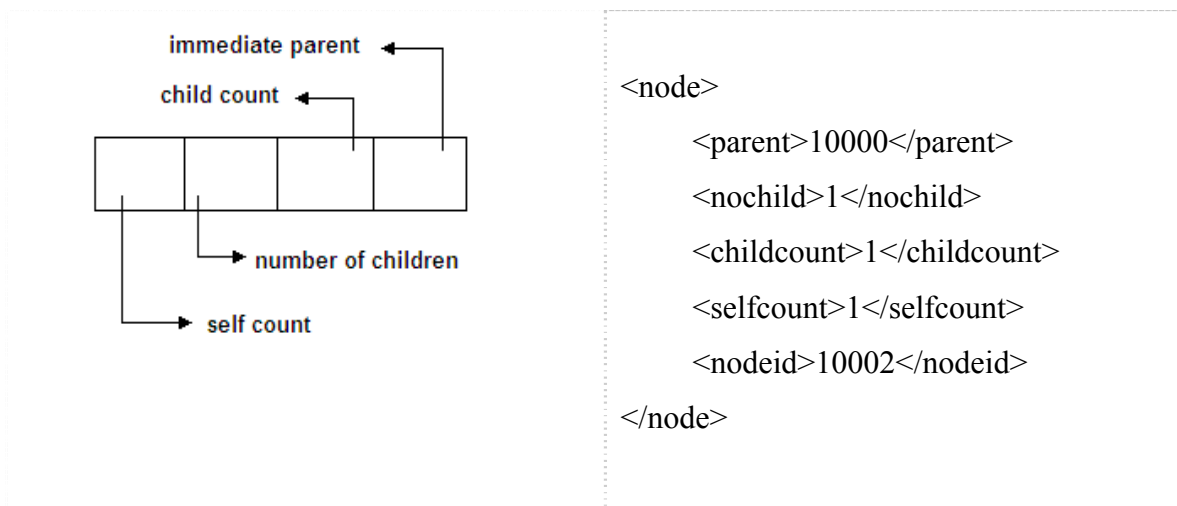 immediate parent
child count
number of children
self count
<node>
<parent>10000</parent>
<nochild>1</nochild>
<childcount>1</childcount>
<selfcount>1</selfcount>
<nodeid>10002</nodeid>
</node>